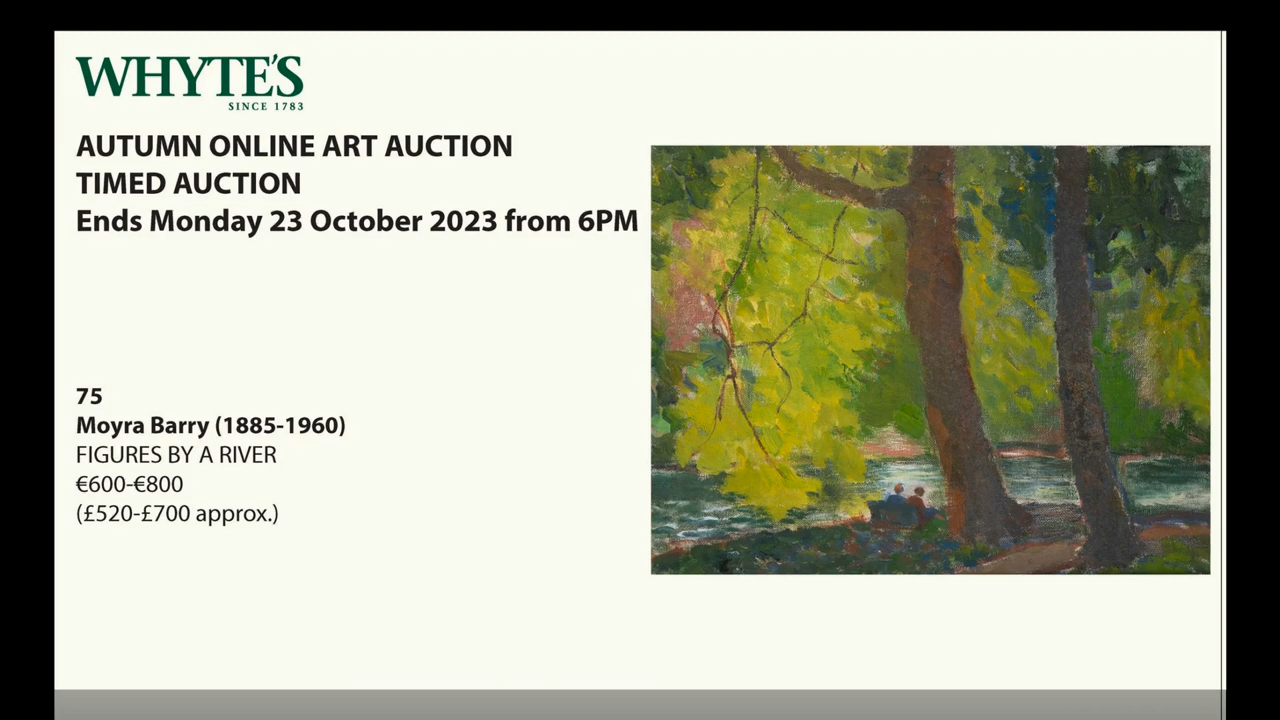 WHYTE'S
SINCE 1783
AUTUMN ONLINE ART AUCTION
TIMED AUCTION
Ends Monday 23 October 2023 from 6PM
75
Moyra Barry (1885-1960)
FIGURES BY A RIVER
€600-€800
(£520-£700 approx.)